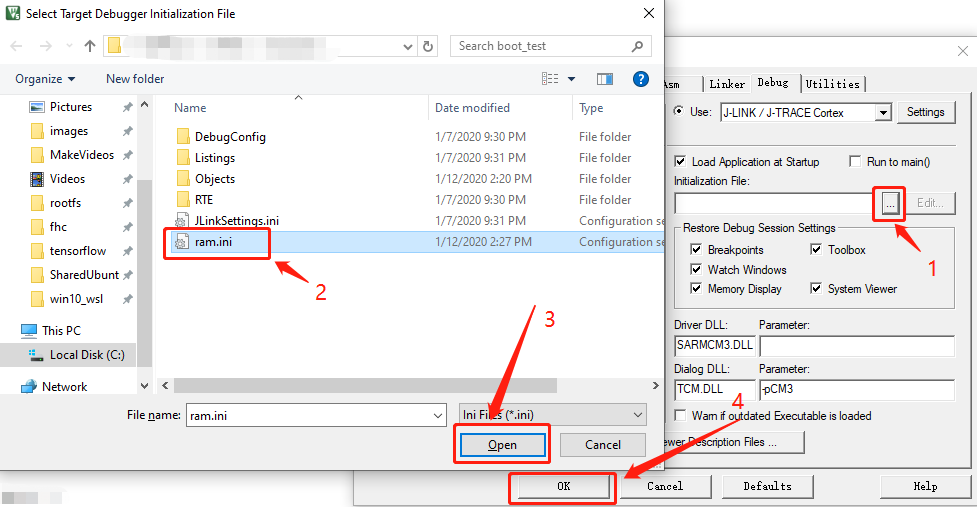 Select Target Debugger Initialization File
Search boot_test
Organize
New folder
Pictures
images
MakeVideos
Videos
rootfs
fhc
tensorflow
SharedUbunt
win10_wsl
This PC
Local Disk (C:)
Network
Name
Date modified
Type
DebugConfig
1/7/2020 9:30 PM
File folder
Listings
1/7/2020 9:31 PM
File folder
Objects
1/12/2020 2:20 PM
File folder
RTE
1/7/2020 9:30 PM
File folder
JLinkSettings.ini
1/7/2020 9:31 PM
Configuration se
ram.ini
1/12/2020 2:27 PM
Configuration se
2
3
File name:
ram.ini
Ini Files (*.ini)
Open
Cancel
Asm
Linker
Debug
Utilities
Use:
J-LINK / J-TRACE Cortex
Settings
Load Application at Startup
Run to main()
Initialization File:
...
Edit...
1
Restore Debug Session Settings
Breakpoints
Toolbox
Watch Windows
Memory Display
System Viewer
Driver DLL:
Parameter:
SARMCM3.DLL
Dialog DLL:
Parameter:
TCM.DLL
-pCM3
4
Warn if outdated Executable is loaded
ewer Description Files ...
OK
Cancel
Defaults
Help